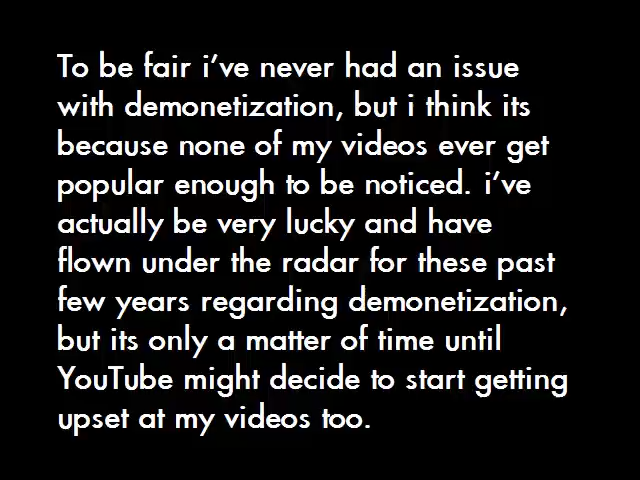 To be fair i've never had an issue
with demonetization, but i think its
because none of my videos ever get
popular enough to be noticed. i've
actually be very lucky and have
flown under the radar for these past
few years regarding demonetization,
but its only a matter of time until
YouTube might decide to start getting
upset at my videos too.